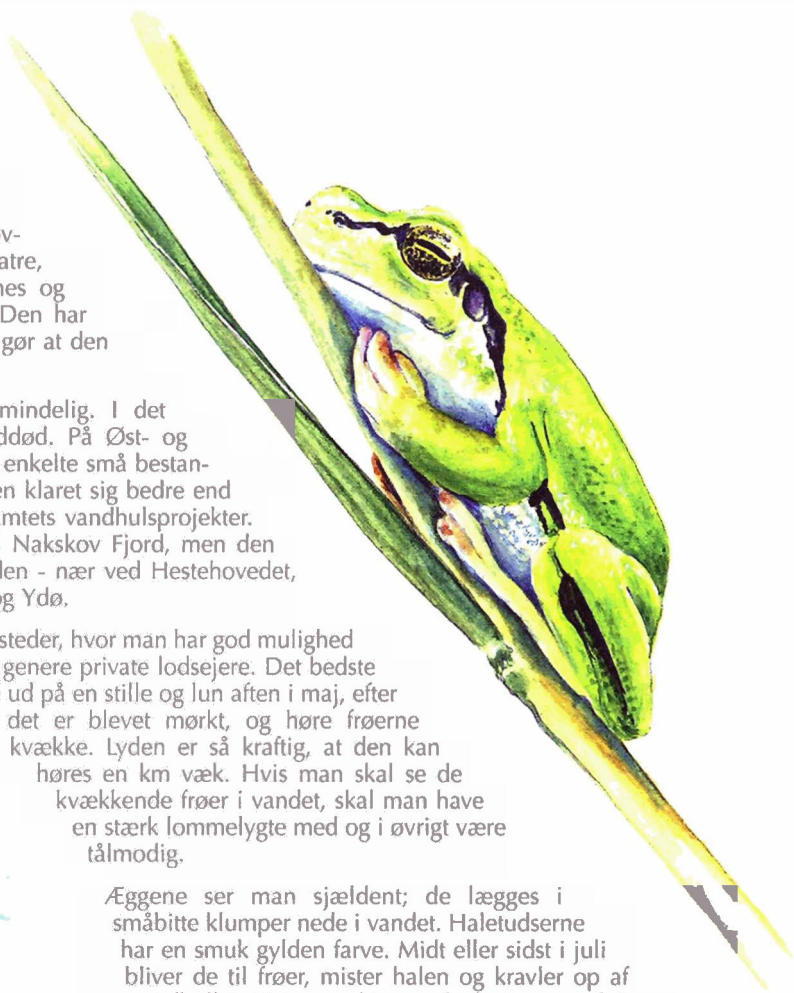 øv-
atre,
nes og
Den har
gør at den
mindelig. I det
ddød. På Øst- og
enkelte små bestan-
en klaret sig bedre end
mtets vandhulsprojekter.
Nakskov Fjord, men den
den - nær ved Hestehovedet,
og Ydø.
steder, hvor man har god mulighed
genere private lodsejere. Det bedste
ud på en stille og lun aften i maj, efter
det er blevet mørkt, og høre frøerne
kvække. Lyden er så kraftig, at den kan
høres en km væk. Hvis man skal se de
kvækkende frøer i vandet, skal man have
en stærk lommelygte med og i øvrigt være
tålmodig.
Æggene ser man sjældent; de lægges i
småbitte klumper nede i vandet. Haletudserne
har en smuk gylden farve. Midt eller sidst i juli
bliver de til frøer, mister halen og kravler op af